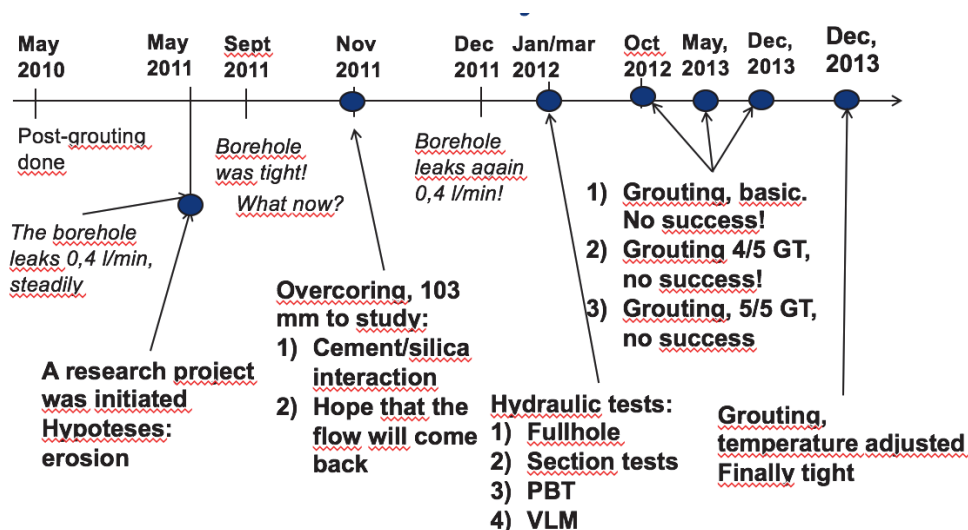 May
2010
May
2011
Sept
2011
Nov
2011
Dec
2011
Jan/mar
2012
Oct
2012
May,
2013
Dec,
2013
Dec,
2013
Post-grouting
done
Borehole
was tight!
What now?
Borehole
leaks again
0,4 l/min!
The borehole
leaks 0,4 l/min,
steadily
1) Grouting, basic.
No success!
2) Grouting 4/5 GT,
no success!
3) Grouting, 5/5 GT,
no success
Overcoring, 103
mm to study:
1) Cement/silica
interaction
2) Hope that the
flow will come
back
A research project
was initiated
Hypoteses:
erosion
Hydraulic tests:
1) Fullhole
2) Section tests
3) PBT
4) VLM
Grouting,
temperature adjusted
Finally tight